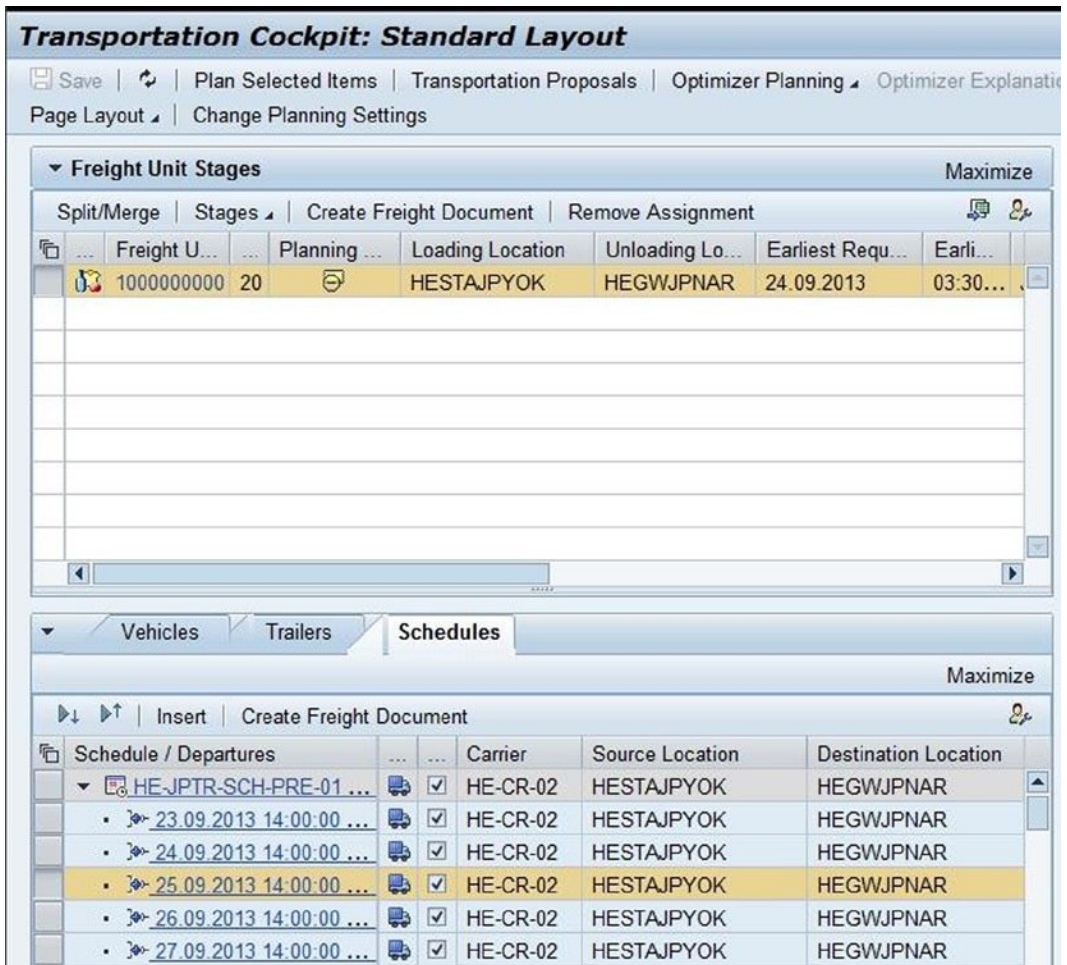 Transportation Cockpit: Standard Layout
Save | Plan Selected Items | Transportation Proposals | Optimizer Planning Optimizer Explanatio
Page Layout | Change Planning Settings
Freight Unit Stages Maximize
Split/Merge | Stages | Create Freight Document | Remove Assignment
... Freight U... ... Planning ... Loading Location Unloading Lo... Earliest Requ... Earli...
1000000000 20 HESTAJPYOK HEGWJPNAR 24.09.2013 03:30...
Vehicles Trailers Schedules
Maximize
Insert | Create Freight Document
Schedule / Departures ... ... Carrier Source Location Destination Location
HE-JPTR-SCH-PRE-01 ... HE-CR-02 HESTAJPYOK HEGWJPNAR
23.09.2013 14:00:00 ... HE-CR-02 HESTAJPYOK HEGWJPNAR
24.09.2013 14:00:00 ... HE-CR-02 HESTAJPYOK HEGWJPNAR
25.09.2013 14:00:00 ... HE-CR-02 HESTAJPYOK HEGWJPNAR
26.09.2013 14:00:00 ... HE-CR-02 HESTAJPYOK HEGWJPNAR
27.09.2013 14:00:00 ... HE-CR-02 HESTAJPYOK HEGWJPNAR